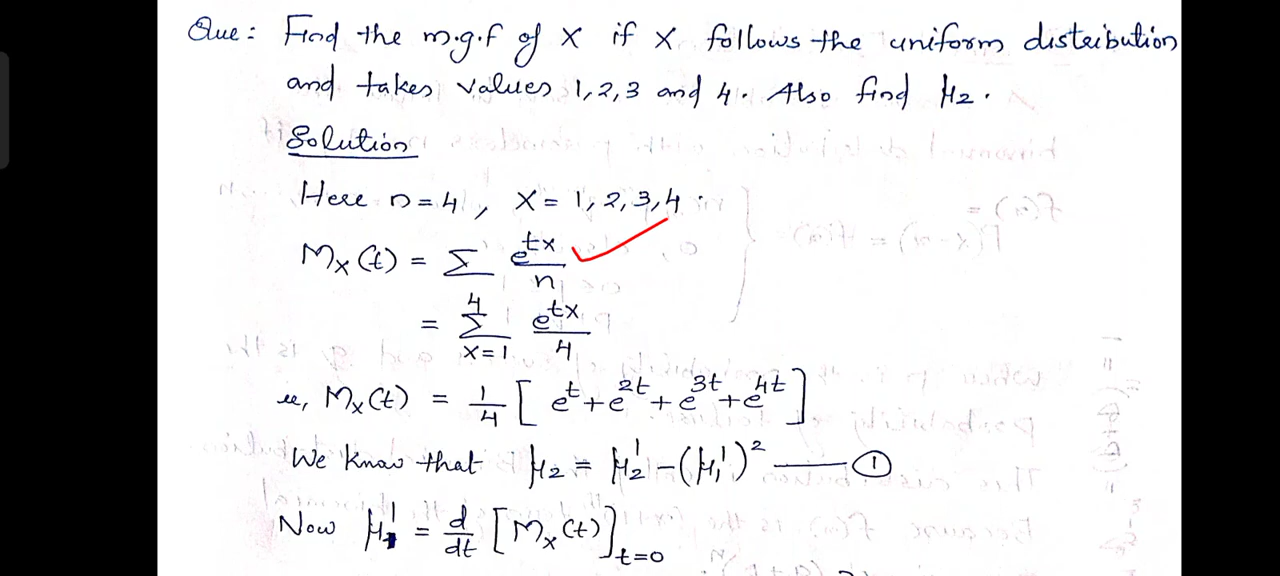 Que: Find the m.g.f of X if X follows the uniform distribution
and takes values 1, 2, 3 and 4. Also find μ₂.
Solution
Here n = 4, X = 1, 2, 3, 4.
Mₓ(t) = Σ e^{tx}/n
= Σ_{x=1}^{4} e^{tx}/4
ie, Mₓ(t) = 1/4 [e^t + e^{2t} + e^{3t} + e^{4t}]
We know that μ₂ = μ₂' - (μ₁')² —— ①
Now μ₁' = d/dt [Mₓ(t)]_{t=0}